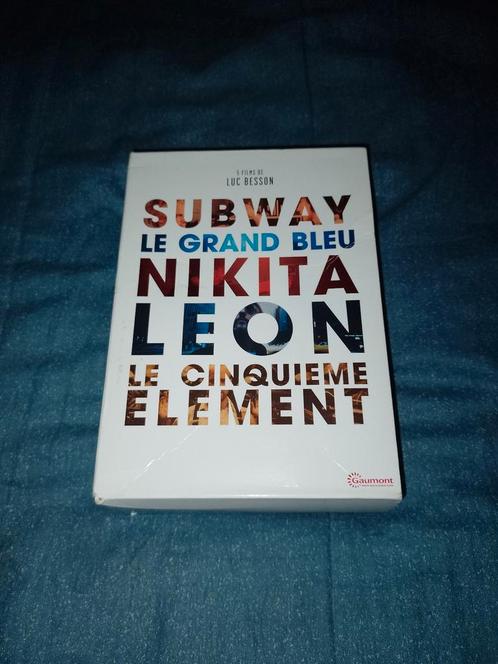 5 FILMS DE
LUC BESSON
SUBWAY
LE GRAND BLEU
NIKITA
LEON
LE CINQUIEME
ELEMENT
Gaumont